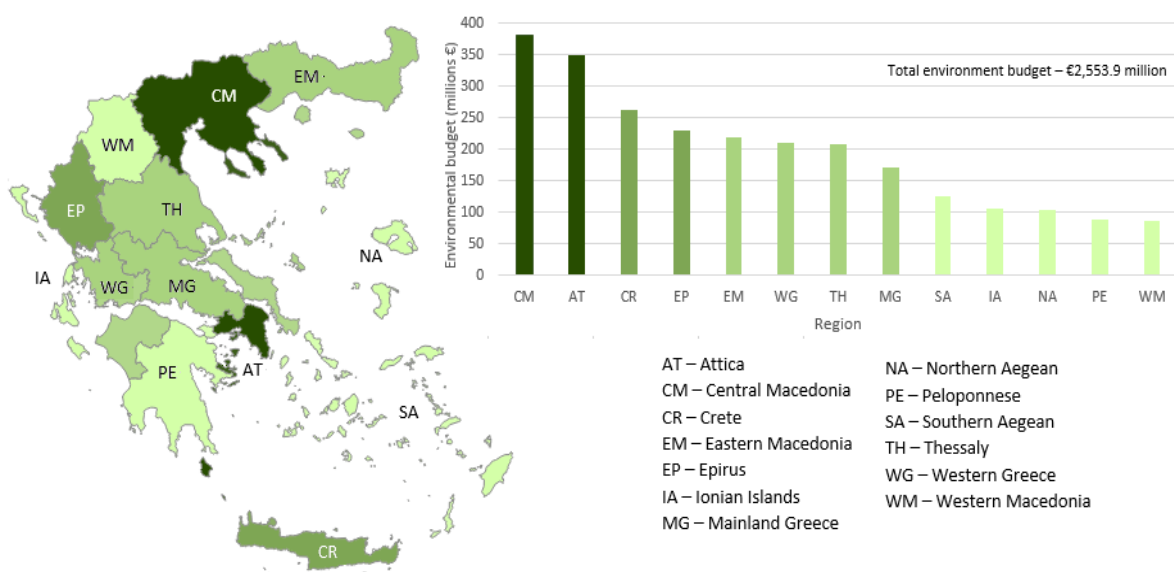 EM
CM
WM
EP
TH
NA
IA
WG
MG
PE
AT
SA
CR
Environmental budget (millions €)
400
350
300
250
200
150
100
50
0
Total environment budget – €2,553.9 million
CM AT CR EP EM WG TH MG SA IA NA PE WM
Region
AT – Attica
CM – Central Macedonia
CR – Crete
EM – Eastern Macedonia
EP – Epirus
IA – Ionian Islands
MG – Mainland Greece
NA – Northern Aegean
PE – Peloponnese
SA – Southern Aegean
TH – Thessaly
WG – Western Greece
WM – Western Macedonia